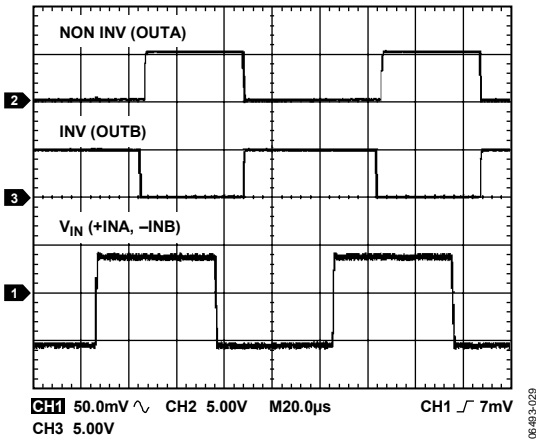 NON INV (OUTA)
2
INV (OUTB)
3
VIN (+INA, –INB)
1
CH1 50.0mV ∿ CH2 5.00V M20.0µs CH1 ⌡ 7mV
CH3 5.00V
06493-029